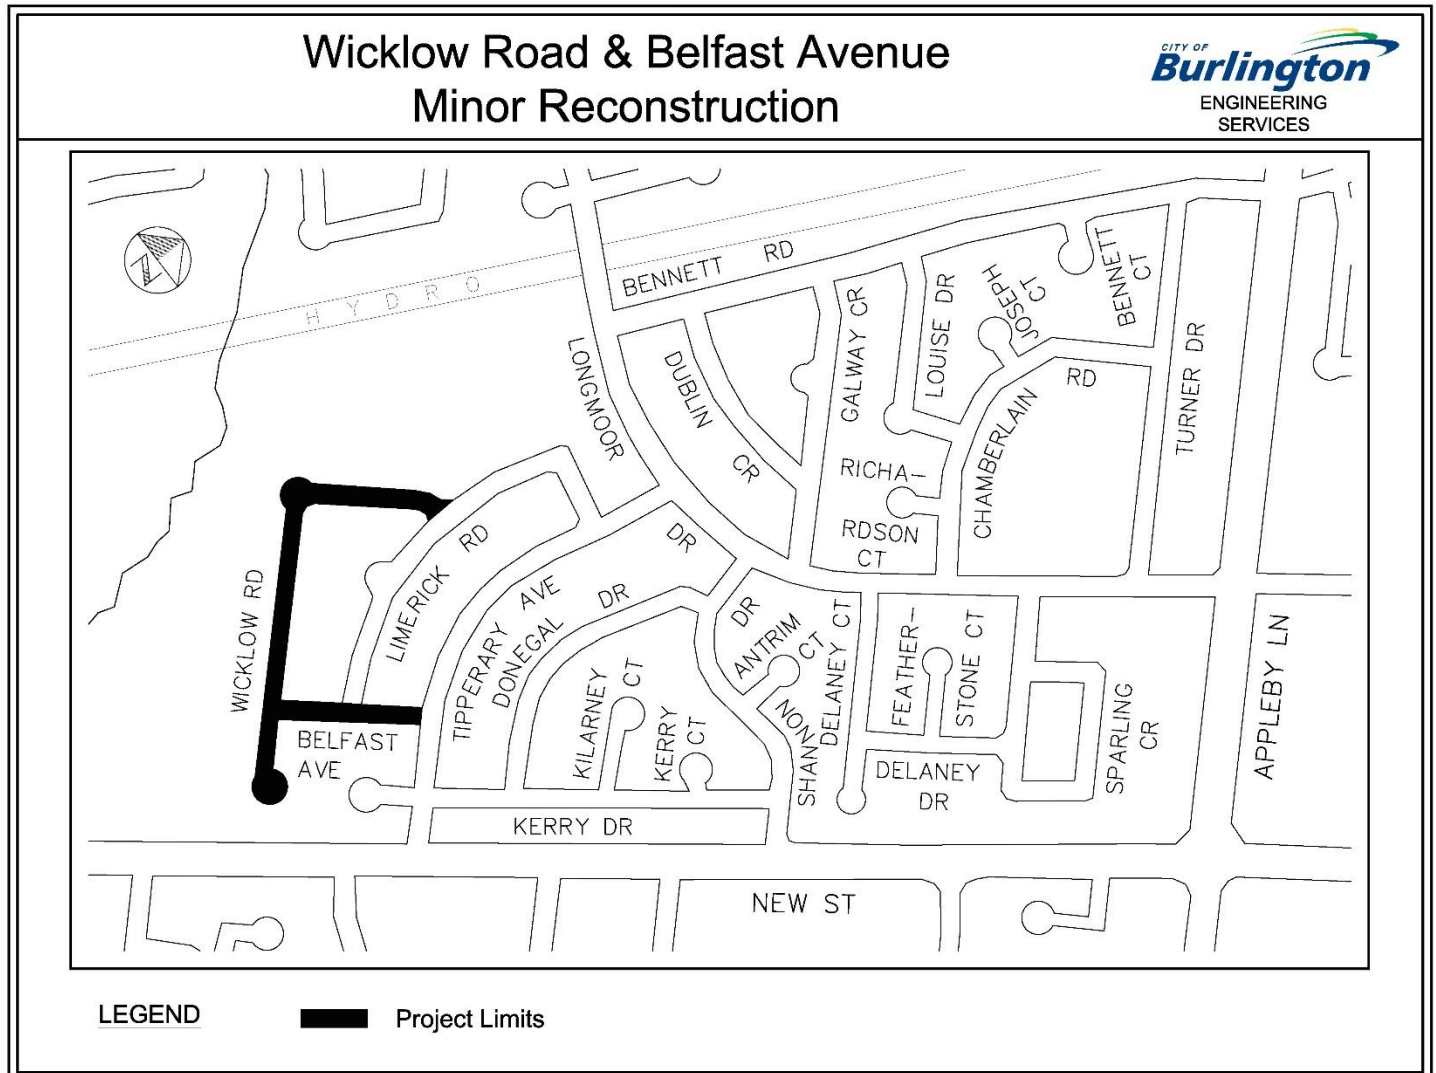 Wicklow Road & Belfast Avenue
Minor Reconstruction
CITY OF
Burlington
ENGINEERING
SERVICES
HYDRO
BENNETT RD
LONGMOOR
DR
DUBLIN
CR
GALWAY CR
LOUISE DR
JOSEPH
CT
BENNETT
CT
TURNER DR
CHAMBERLAIN
RD
RICHA-
RDSON
CT
WICKLOW RD
LIMERICK RD
TIPPERARY AVE
DONEGAL DR
BELFAST
AVE
KILARNEY
CT
KERRY
CT
ANTRIM
CT
SHANNON
DR
DELANEY CT
FEATHER-
STONE CT
SPARLING
CR
APPLEBY LN
DELANEY
DR
KERRY DR
NEW ST
LEGEND
Project Limits